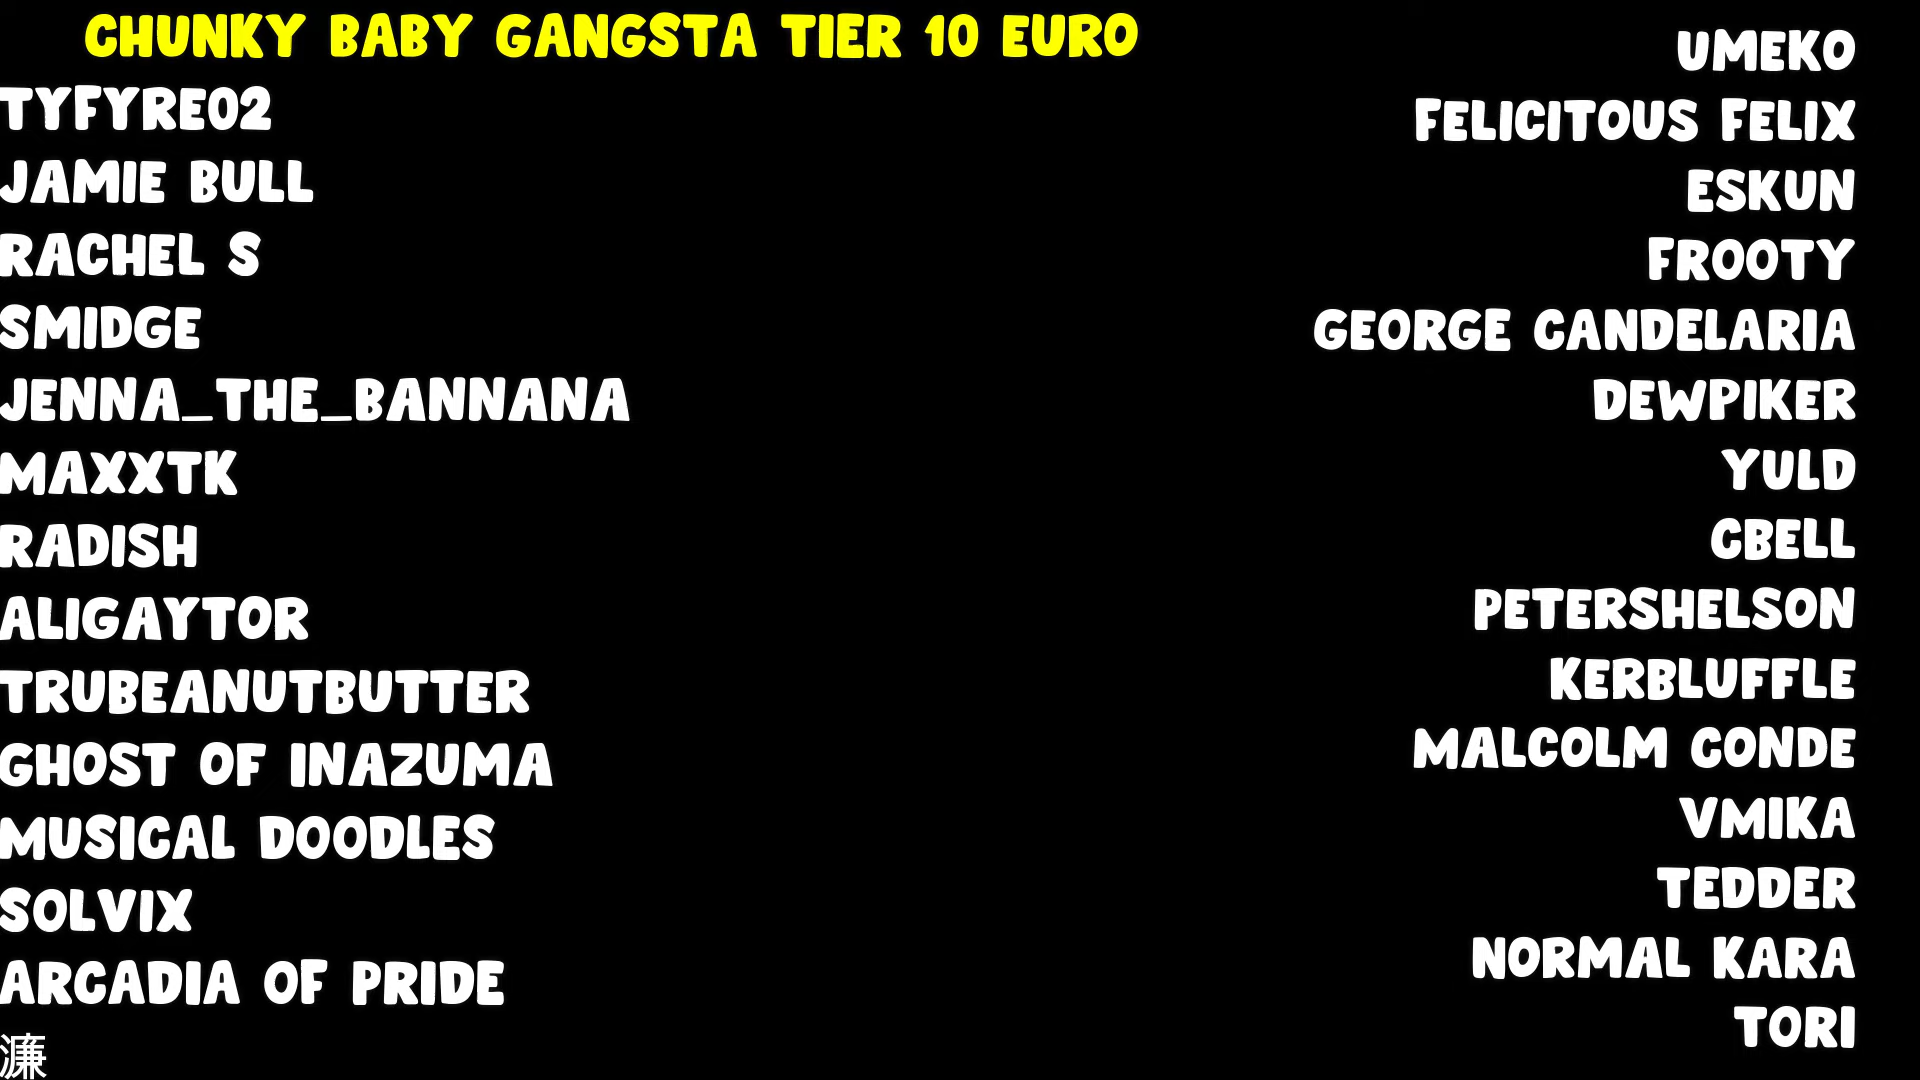 CHUNKY BABY GANGSTA TIER 10 EURO
TYFYRE02
JAMIE BULL
RACHEL S
SMIDGE
JENNA_THE_BANNANA
MAXXTK
RADISH
ALIGAYTOR
TRUBEANUTBUTTER
GHOST OF INAZUMA
MUSICAL DOODLES
SOLVIX
ARCADIA OF PRIDE
濂
UMEKO
FELICITOUS FELIX
ESKUN
FROOTY
GEORGE CANDELARIA
DEWPIKER
YULD
CBELL
PETERSHELSON
KERBLUFFLE
MALCOLM CONDE
VMIKA
TEDDER
NORMAL KARA
TORI